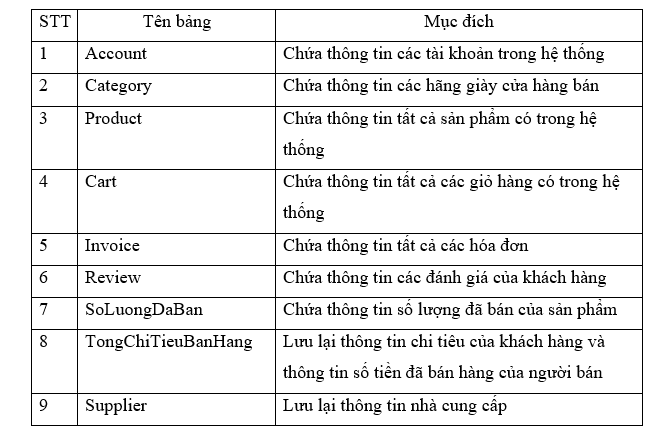 STT Tên bảng Mục đích
1 Account Chứa thông tin các tài khoản trong hệ thống
2 Category Chứa thông tin các hãng giày cửa hàng bán
3 Product Chứa thông tin tất cả sản phẩm có trong hệ
thống
4 Cart Chứa thông tin tất cả các giỏ hàng có trong hệ
thống
5 Invoice Chứa thông tin tất cả các hóa đơn
6 Review Chứa thông tin các đánh giá của khách hàng
7 SoLuongDaBan Chứa thông tin số lượng đã bán của sản phẩm
8 TongChiTieuBanHang Lưu lại thông tin chi tiêu của khách hàng và
thông tin số tiền đã bán hàng của người bán
9 Supplier Lưu lại thông tin nhà cung cấp